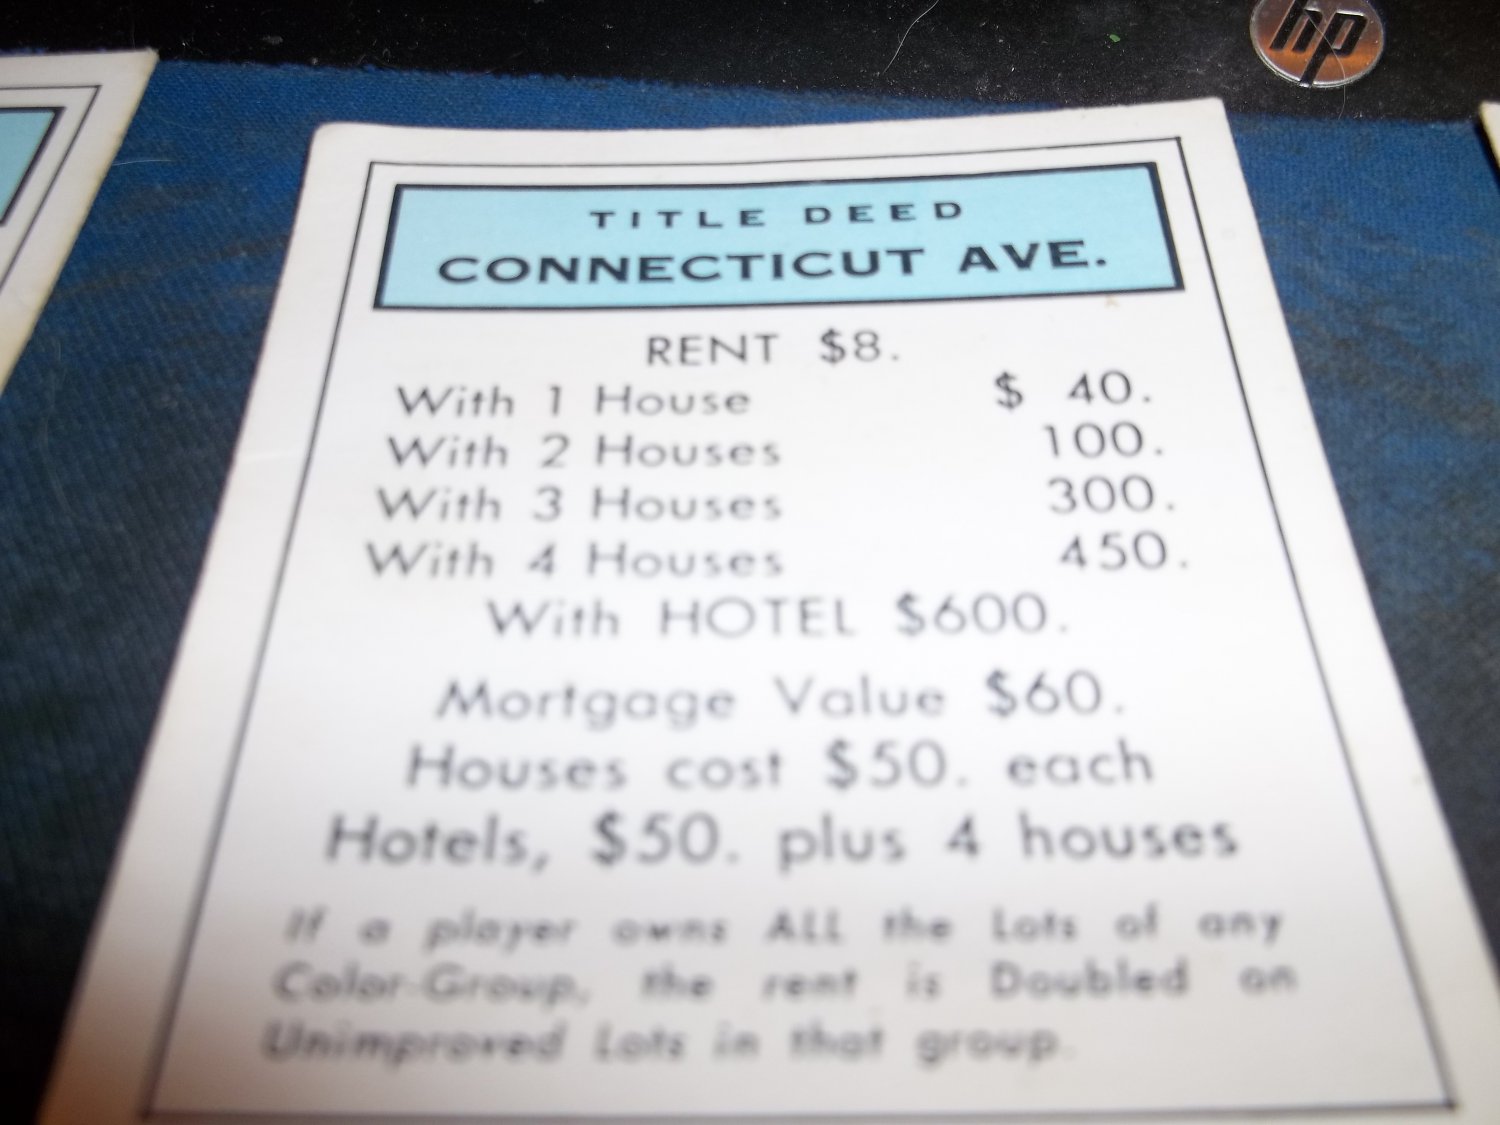 hp
TITLE DEED
CONNECTICUT AVE.
RENT $8.
With 1 House $ 40.
With 2 Houses 100.
With 3 Houses 300.
With 4 Houses 450.
With HOTEL $600.
Mortgage Value $60.
Houses cost $50. each
Hotels, $50. plus 4 houses
If a player owns ALL the Lots of any
Color-Group, the rent is Doubled on
Unimproved Lots in that group.